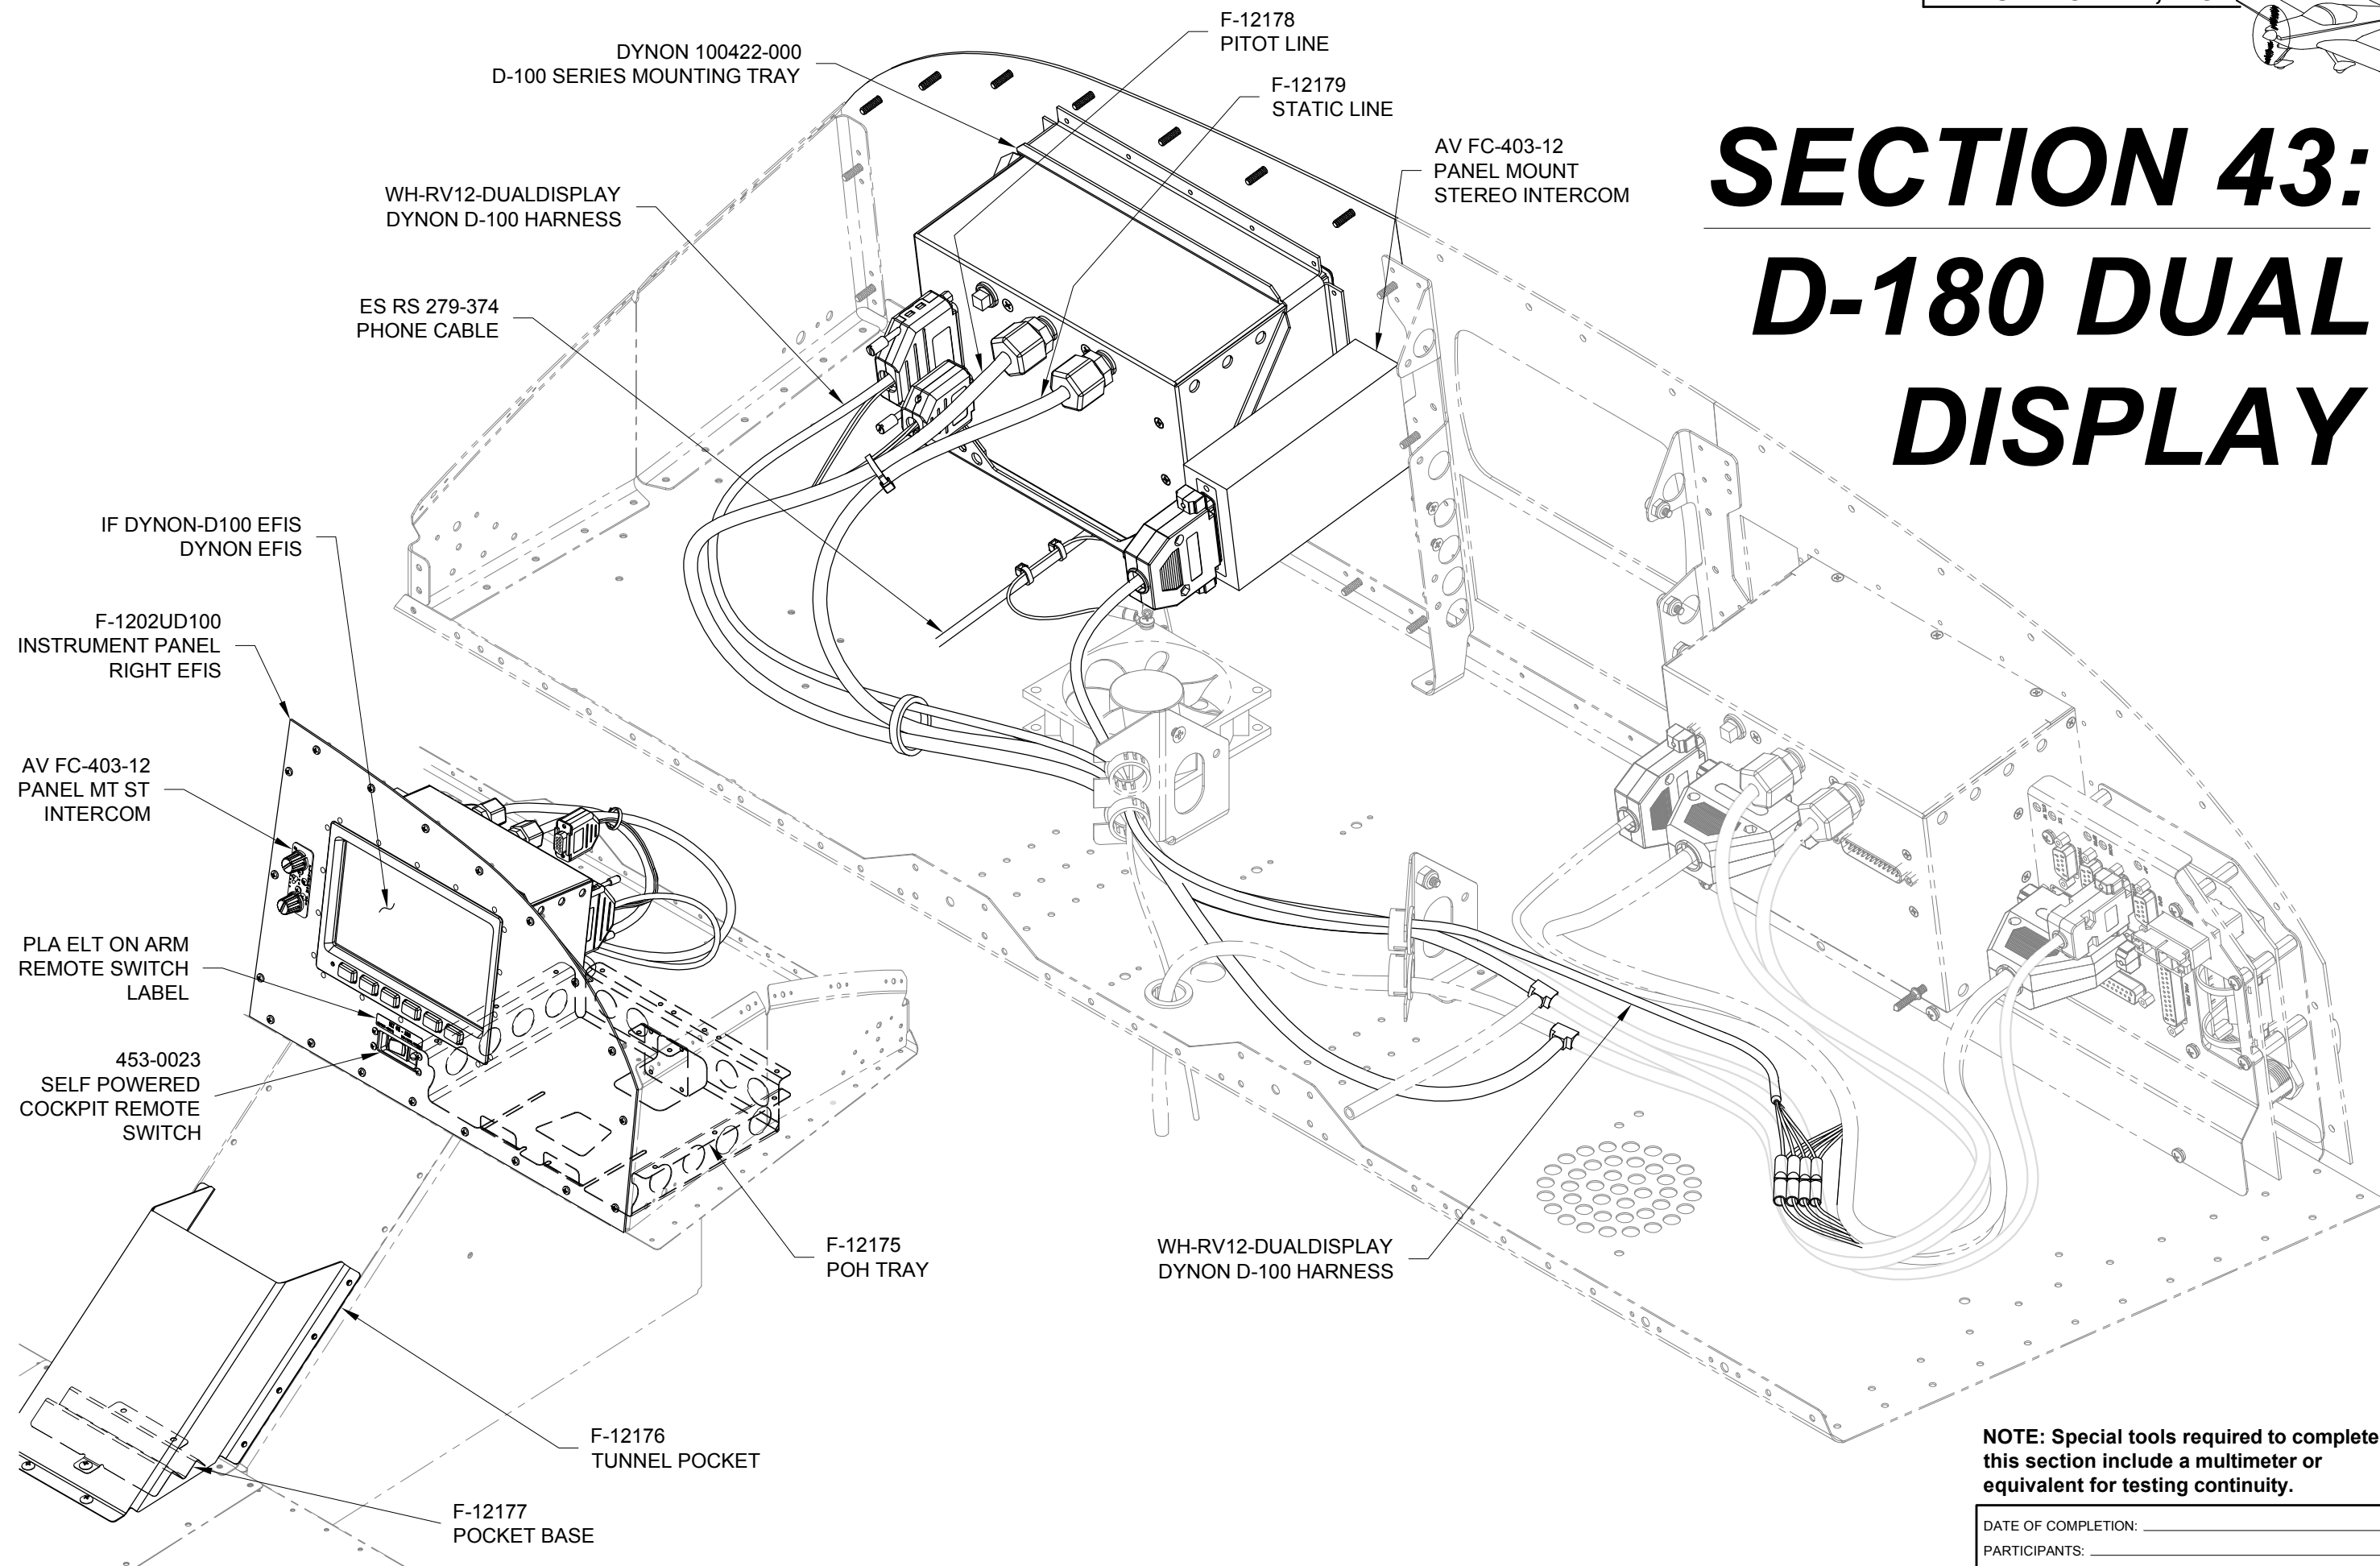 F-12178
PITOT LINE
DYNON 100422-000
D-100 SERIES MOUNTING TRAY
F-12179
STATIC LINE
AV FC-403-12
PANEL MOUNT
STEREO INTERCOM
SECTION 43:
D-180 DUAL
DISPLAY
WH-RV12-DUALDISPLAY
DYNON D-100 HARNESS
ES RS 279-374
PHONE CABLE
IF DYNON-D100 EFIS
DYNON EFIS
F-1202UD100
INSTRUMENT PANEL
RIGHT EFIS
AV FC-403-12
PANEL MT ST
INTERCOM
PLA ELT ON ARM
REMOTE SWITCH
LABEL
453-0023
SELF POWERED
COCKPIT REMOTE
SWITCH
F-12175
POH TRAY
WH-RV12-DUALDISPLAY
DYNON D-100 HARNESS
F-12176
TUNNEL POCKET
F-12177
POCKET BASE
NOTE: Special tools required to complete
this section include a multimeter or
equivalent for testing continuity.
DATE OF COMPLETION:
PARTICIPANTS: